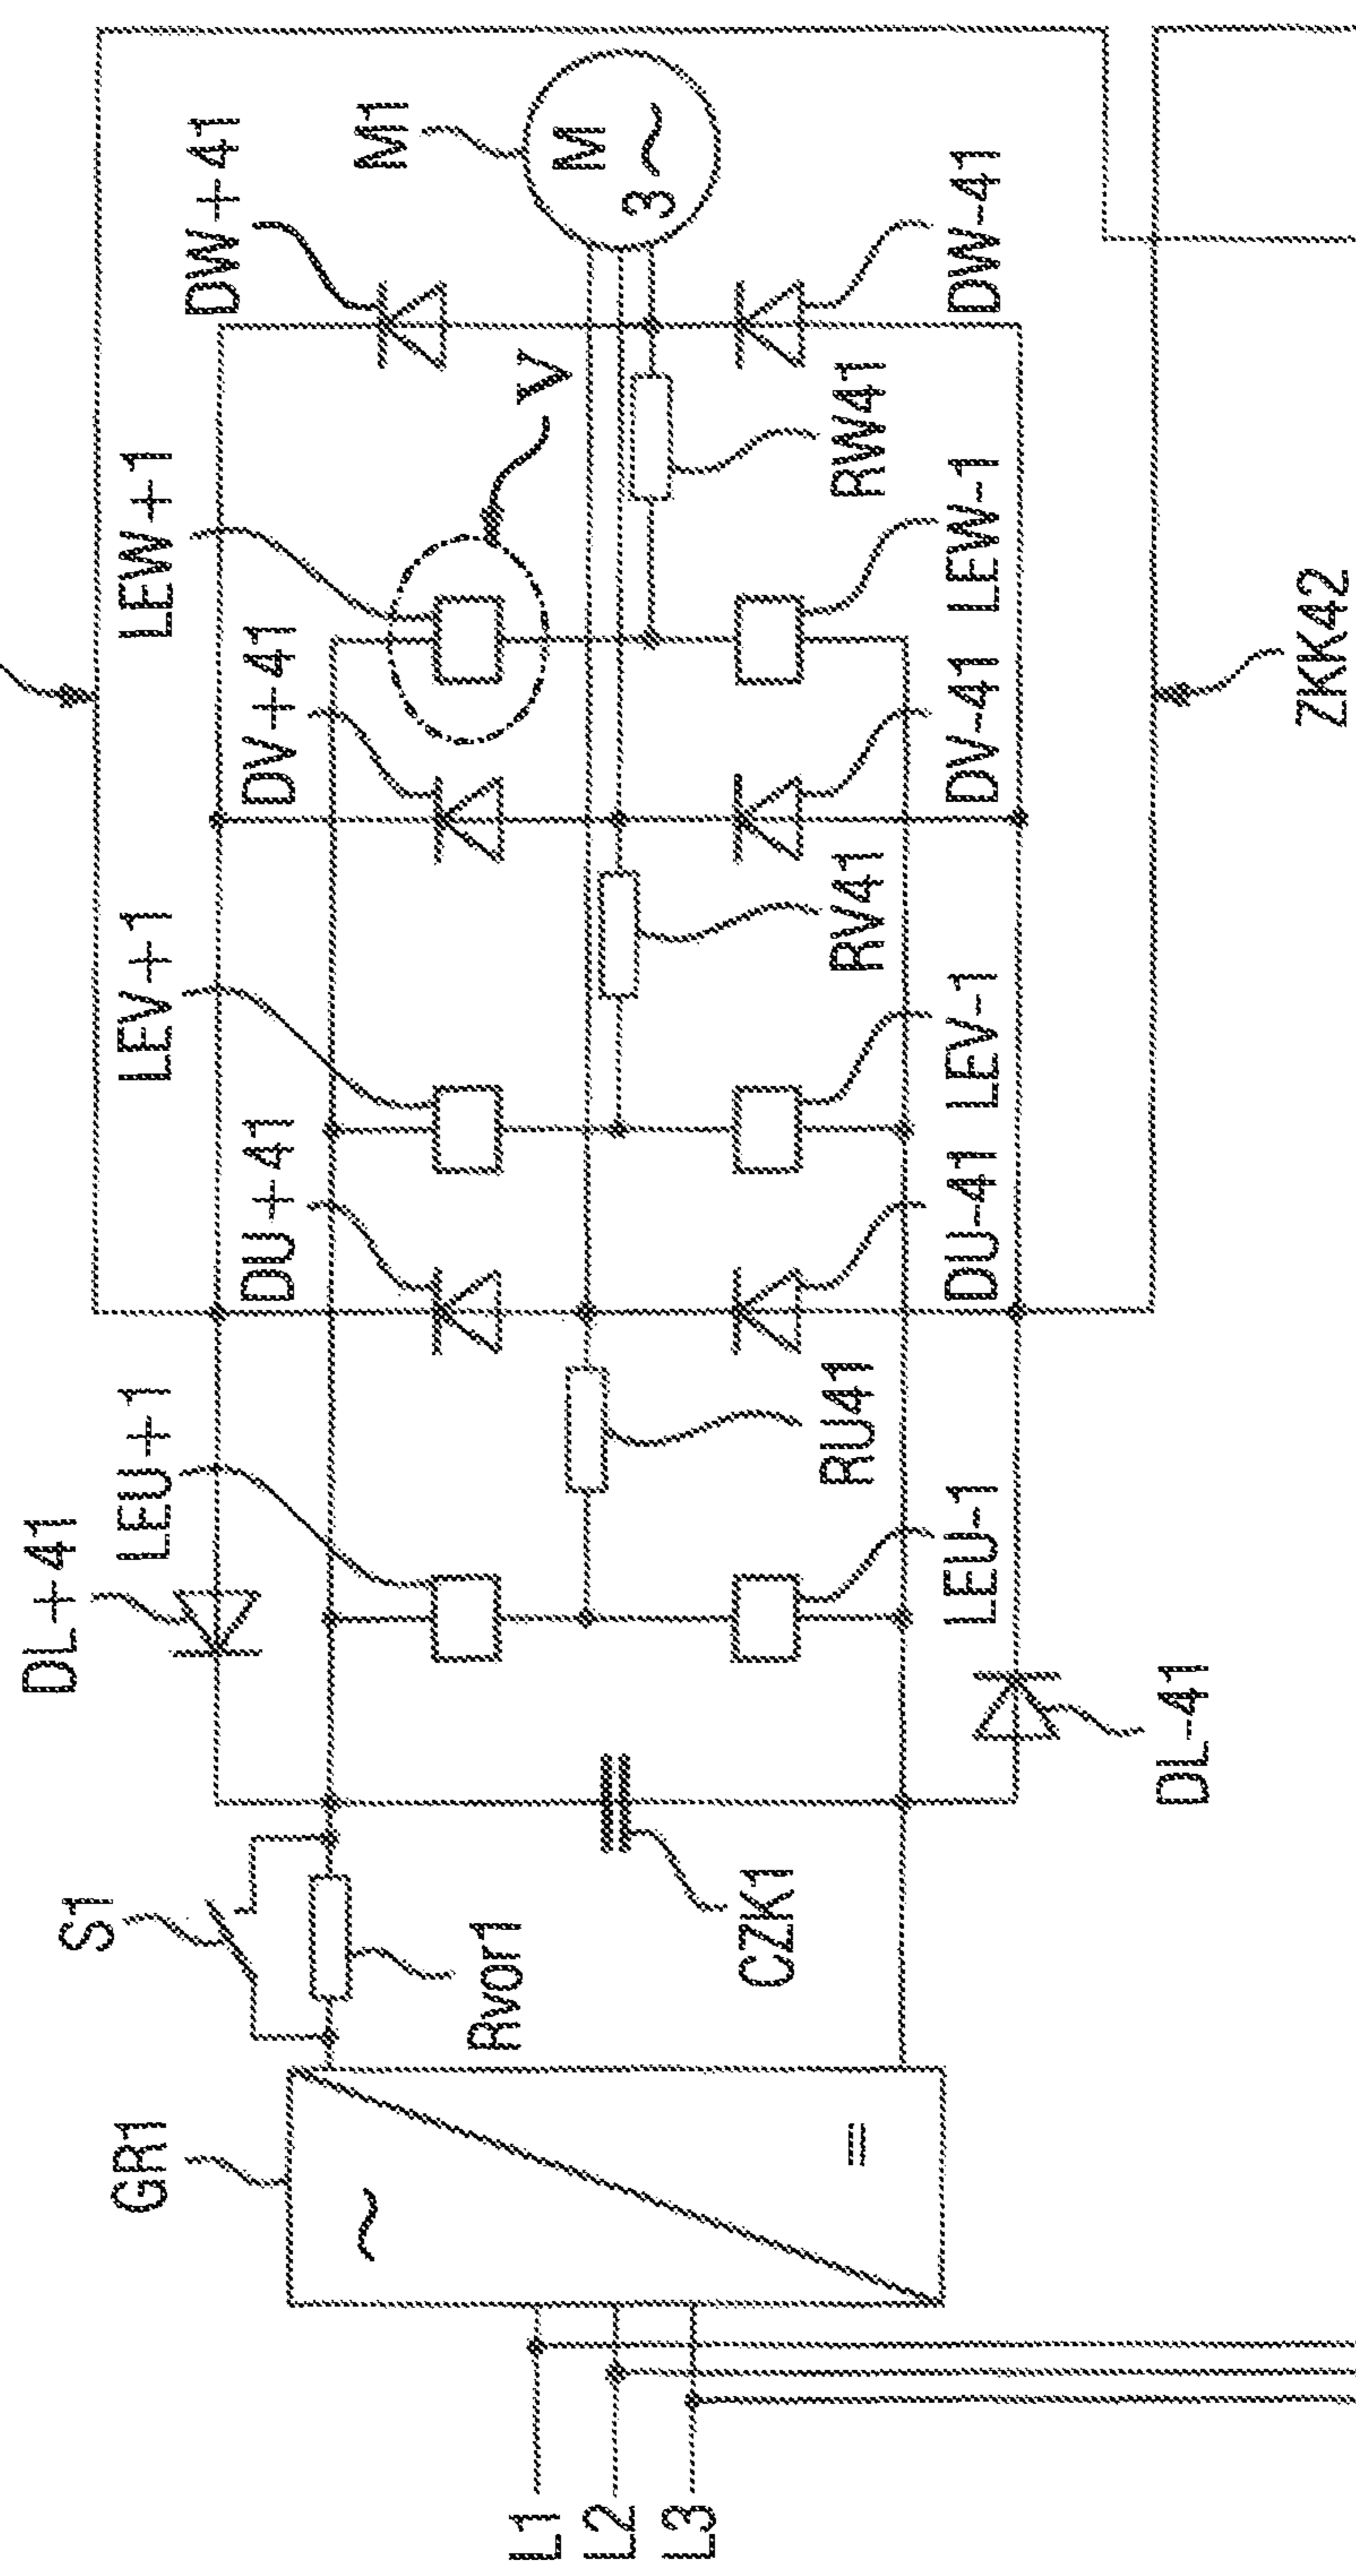 DL+41
S1
GR1
LEU+1
LEV+1
LEW+1
DU+41
DV+41
DW+41
M1
V
M
3~
~
=
Rvor1
CZK1
RU41
RV41
RW41
LEU-1
DU-41
LEV-1
DV-41
LEW-1
DW-41
DL-41
L1
L2
L3
ZKK42